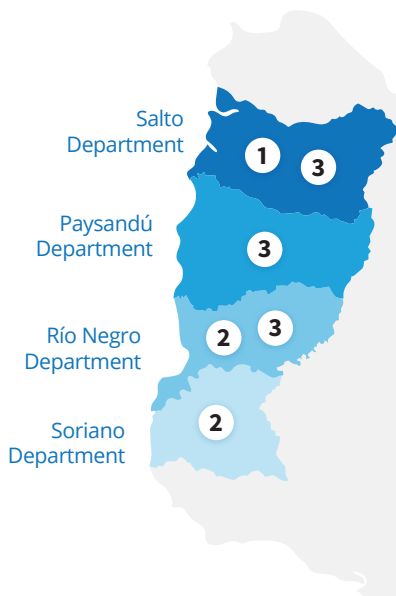 Salto
Department
1
3
Paysandú
Department
3
Río Negro
Department
2
3
Soriano
Department
2